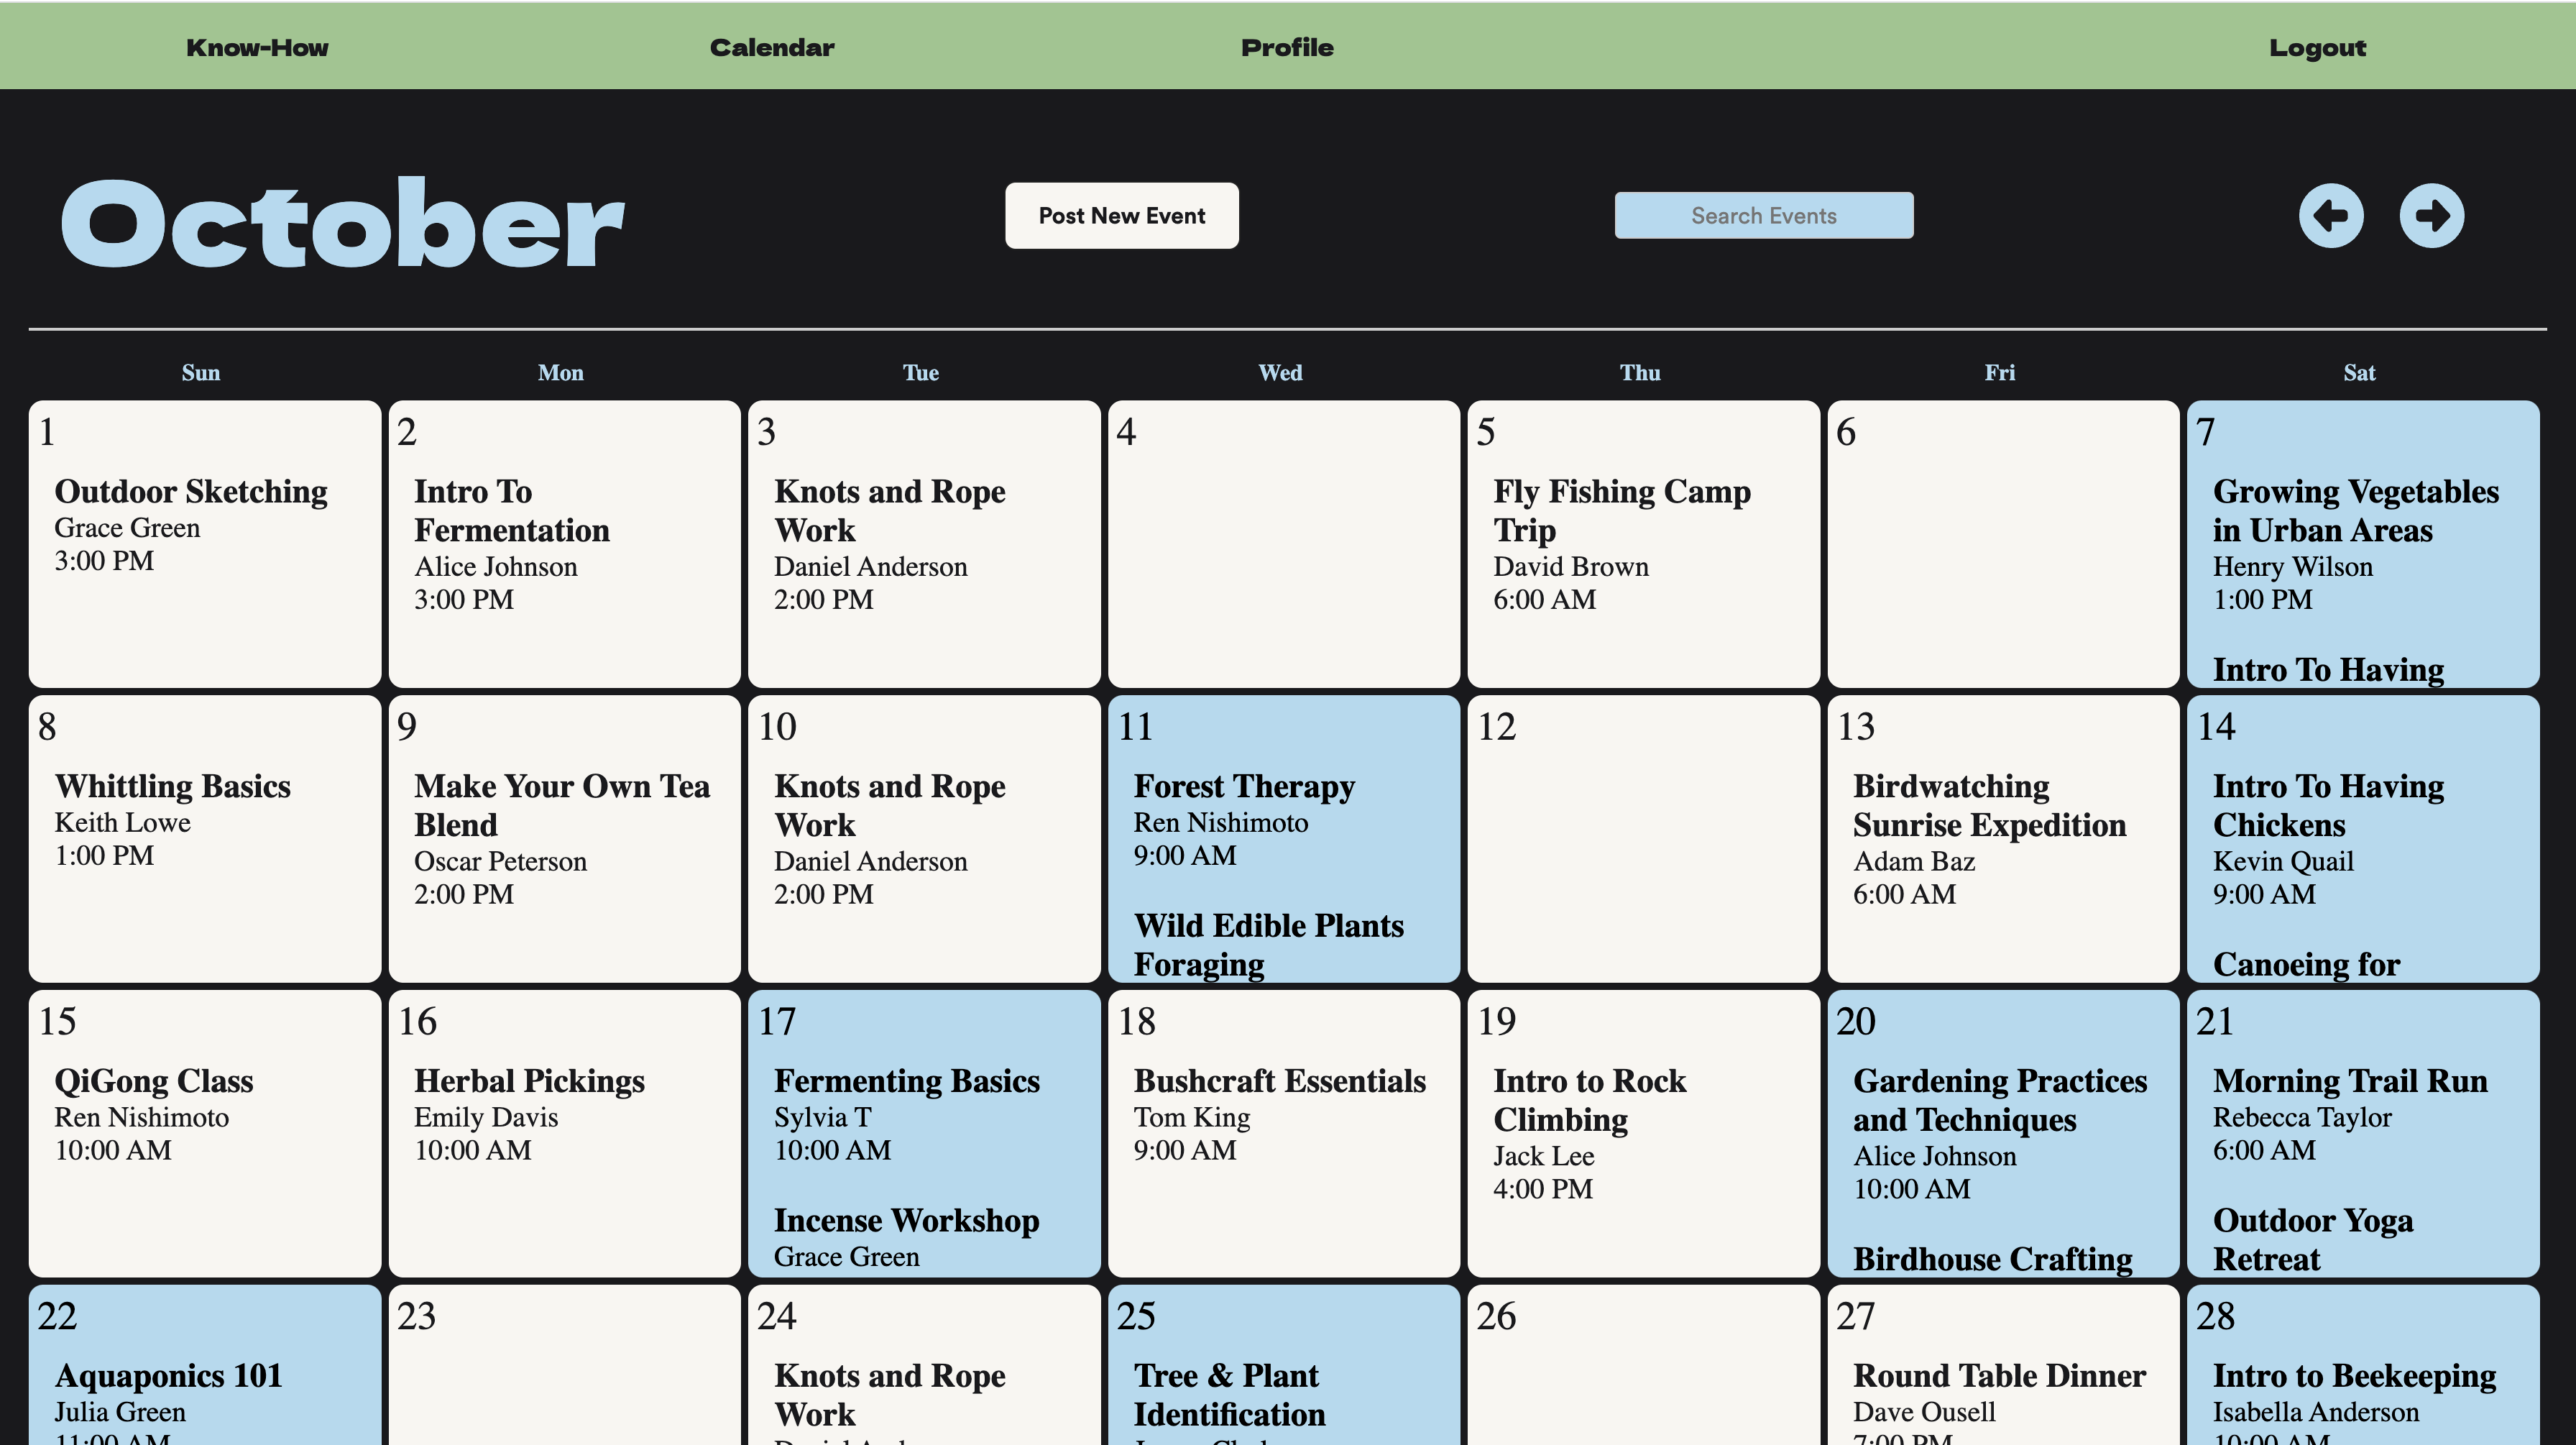 Know-How Calendar Profile Logout
October Post New Event Search Events
Sun Mon Tue Wed Thu Fri Sat
1
Outdoor Sketching
Grace Green
3:00 PM
2
Intro To
Fermentation
Alice Johnson
3:00 PM
3
Knots and Rope
Work
Daniel Anderson
2:00 PM
4
5
Fly Fishing Camp
Trip
David Brown
6:00 AM
6
7
Growing Vegetables
in Urban Areas
Henry Wilson
1:00 PM
Intro To Having
8
Whittling Basics
Keith Lowe
1:00 PM
9
Make Your Own Tea
Blend
Oscar Peterson
2:00 PM
10
Knots and Rope
Work
Daniel Anderson
2:00 PM
11
Forest Therapy
Ren Nishimoto
9:00 AM
Wild Edible Plants
Foraging
12
13
Birdwatching
Sunrise Expedition
Adam Baz
6:00 AM
14
Intro To Having
Chickens
Kevin Quail
9:00 AM
Canoeing for
15
QiGong Class
Ren Nishimoto
10:00 AM
16
Herbal Pickings
Emily Davis
10:00 AM
17
Fermenting Basics
Sylvia T
10:00 AM
Incense Workshop
Grace Green
18
Bushcraft Essentials
Tom King
9:00 AM
19
Intro to Rock
Climbing
Jack Lee
4:00 PM
20
Gardening Practices
and Techniques
Alice Johnson
10:00 AM
Birdhouse Crafting
21
Morning Trail Run
Rebecca Taylor
6:00 AM
Outdoor Yoga
Retreat
22
Aquaponics 101
Julia Green
11:00 AM
23
24
Knots and Rope
Work
25
Tree & Plant
Identification
26
27
Round Table Dinner
Dave Ousell
7:00 PM
28
Intro to Beekeeping
Isabella Anderson
10:00 AM